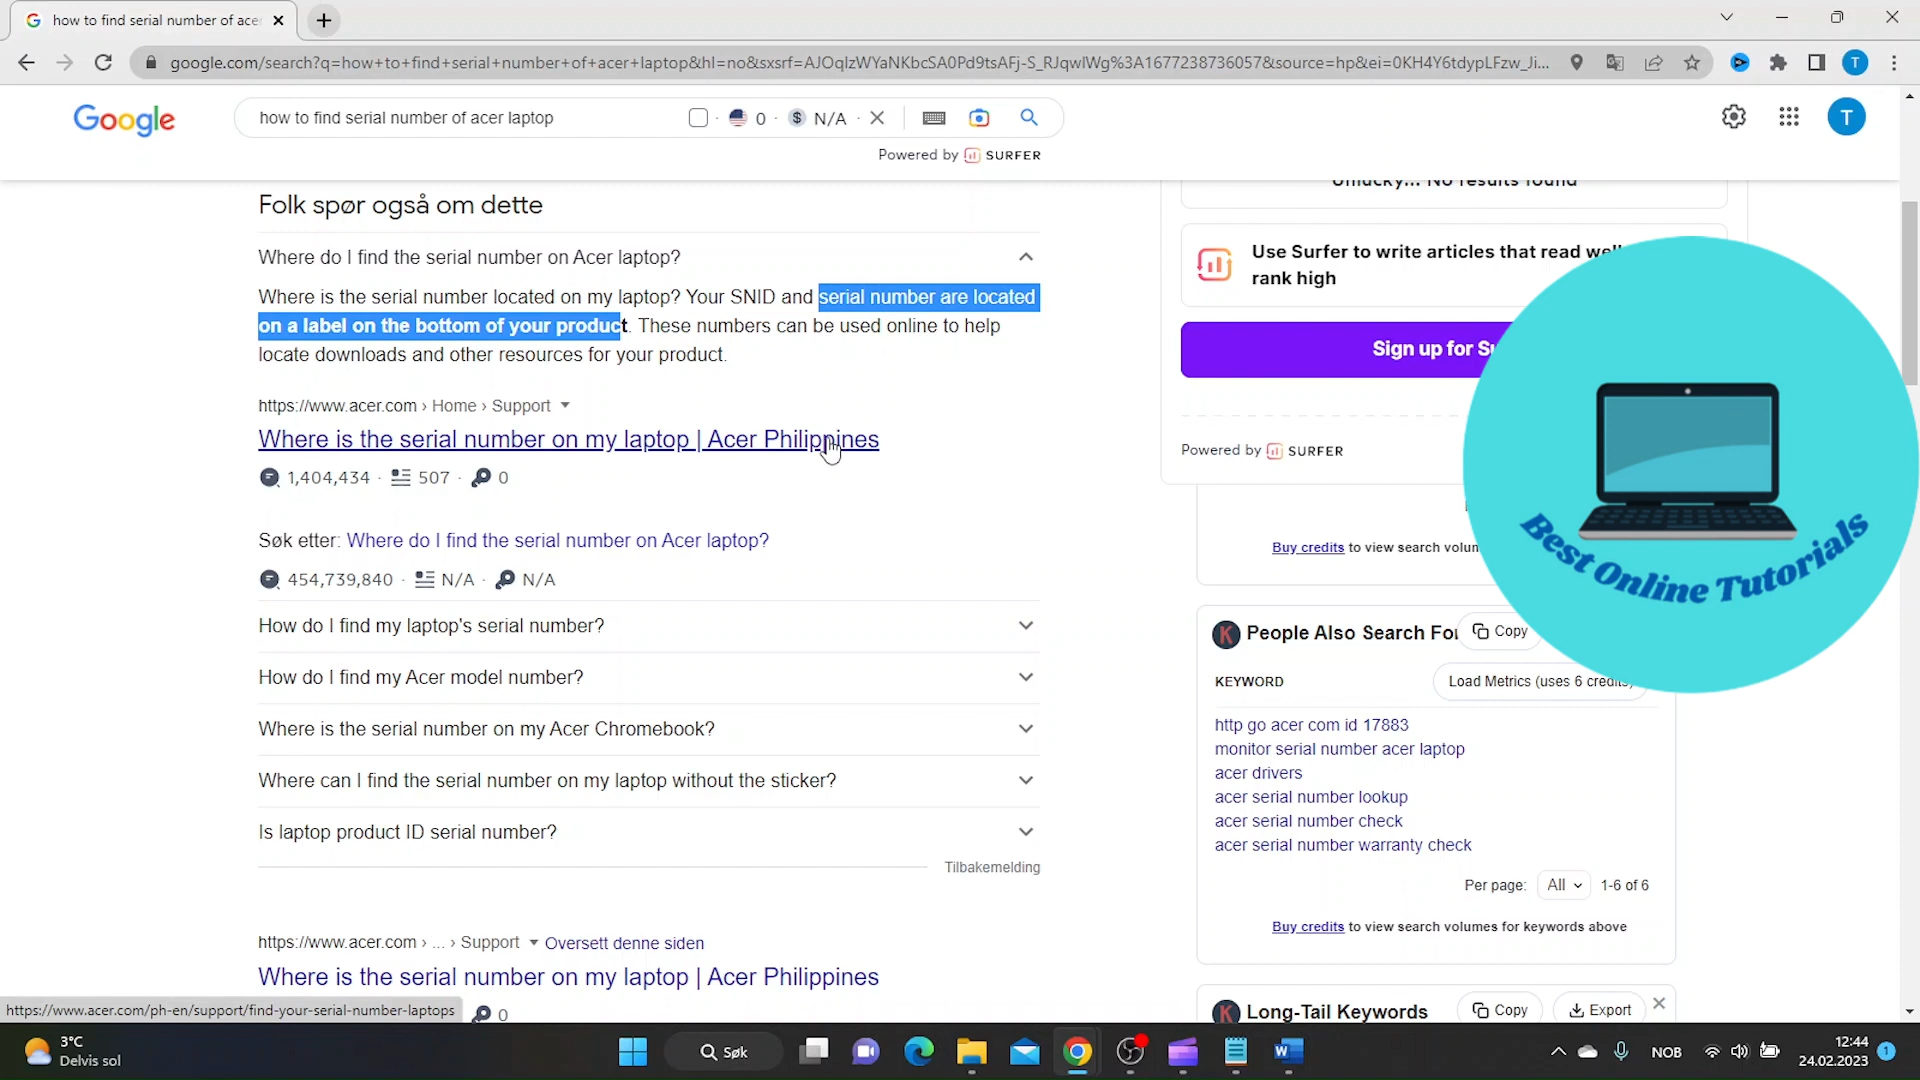 how to find serial number of ace
google.com/search?q=how+to+find+serial+number+of+acer+laptop&hl=no&sxsrf=AJOqlzWYaNKbcSA0Pd9tsAFj-S_RJqwlWg%3A1677238736057&source=hp&ei=0KH4Y6tdypLFzw_Ji...
T
Google
how to find serial number of acer laptop
0
N/A
T
Powered by SURFER
Folk spør også om dette
Where do I find the serial number on Acer laptop?
Where is the serial number located on my laptop? Your SNID and serial number are located
on a label on the bottom of your product. These numbers can be used online to help
locate downloads and other resources for your product.
https://www.acer.com › Home › Support
Where is the serial number on my laptop | Acer Philippines
1,404,434 · 507 · 0
Søk etter: Where do I find the serial number on Acer laptop?
454,739,840 · N/A · N/A
How do I find my laptop's serial number?
How do I find my Acer model number?
Where is the serial number on my Acer Chromebook?
Where can I find the serial number on my laptop without the sticker?
Is laptop product ID serial number?
Tilbakemelding
https://www.acer.com › ... › Support
Oversett denne siden
Where is the serial number on my laptop | Acer Philippines
0
https://www.acer.com/ph-en/support/find-your-serial-number-laptops
Unlucky... No results found
Use Surfer to write articles that read well
rank high
Sign up for Su
Powered by SURFER
Buy credits to view search volum
Best Online Tutorials
K People Also Search For
Copy
KEYWORD
Load Metrics (uses 6 credits)
http go acer com id 17883
monitor serial number acer laptop
acer drivers
acer serial number lookup
acer serial number check
acer serial number warranty check
Per page: All 1-6 of 6
Buy credits to view search volumes for keywords above
K Long-Tail Keywords
Copy
Export
3°C
Delvis sol
Søk
NOB
12:44
24.02.2023
1